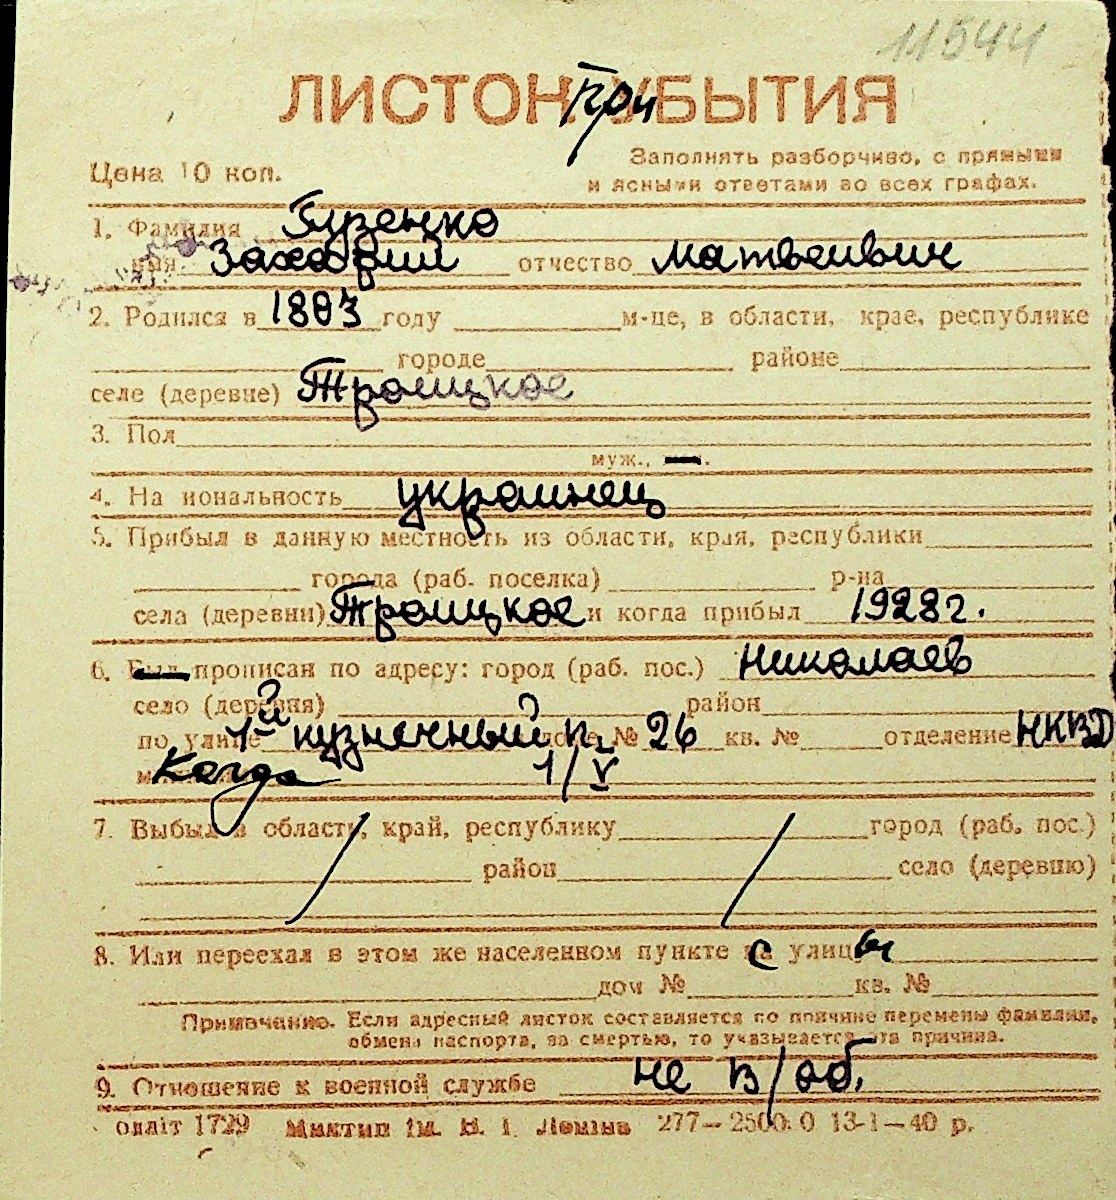 11544
ЛИСТОК При БЫТИЯ
Цена 10 коп.
Заполнять разборчиво, с прямыми
и ясными ответами во всех графах.
1. Фамилия Гузенко
имя Захарий отчество Матвеевич
2. Родился в 1883 году м-це, в области, крае, республике
городе районе
селе (деревне) Троицкое
3. Пол
муж.,
4. Национальность украинец
5. Прибыл в данную местность из области, края, республики
города (раб. поселка) р-на
села (деревни) Троицкое и когда прибыл 1928 г.
6. прописан по адресу: город (раб. пос.) Николаев
село (деревня) район
по улице 1й кузнечный п. № 26 кв. № отделение НКВД
Когда 1/V
7. Выбыл в область, край, республику город (раб. пос.)
район село (деревню)
8. Или переехал в этом же населенном пункте с улицы
дом № кв. №
Примечание. Если адресный листок составляется по причине перемены фамилии,
обмена паспорта, за смертью, то указывается эта причина.
9. Отношение к военной службе не в/об.
1729 277—2500.0 13-1—40 р.